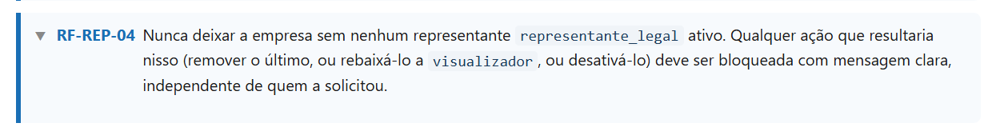 ▼ RF-REP-04 Nunca deixar a empresa sem nenhum representante representante_legal ativo. Qualquer ação que resultaria
nisso (remover o último, ou rebaixá-lo a visualizador, ou desativá-lo) deve ser bloqueada com mensagem clara,
independente de quem a solicitou.